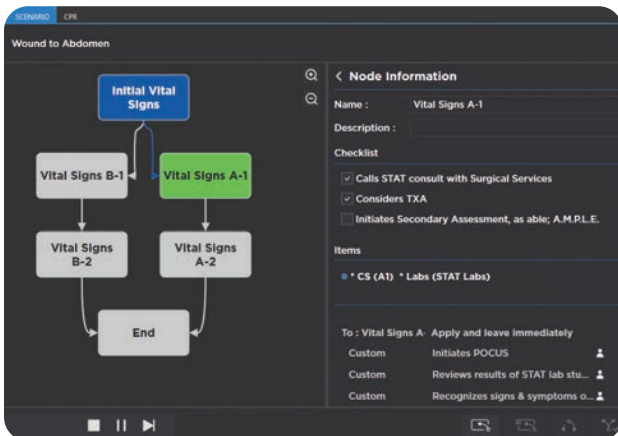 SCENARIO CPR
Wound to Abdomen
Initial Vital
Signs
Vital Signs B-1
Vital Signs A-1
Vital Signs
B-2
Vital Signs
A-2
End
< Node Information
Name : Vital Signs A-1
Description :
Checklist
Calls STAT consult with Surgical Services
Considers TXA
Initiates Secondary Assessment, as able; A.M.P.L.E.
Items
* CS (A1) * Labs (STAT Labs)
To : Vital Signs A- Apply and leave immediately
Custom Initiates POCUS
Custom Reviews results of STAT lab stu...
Custom Recognizes signs & symptoms o...